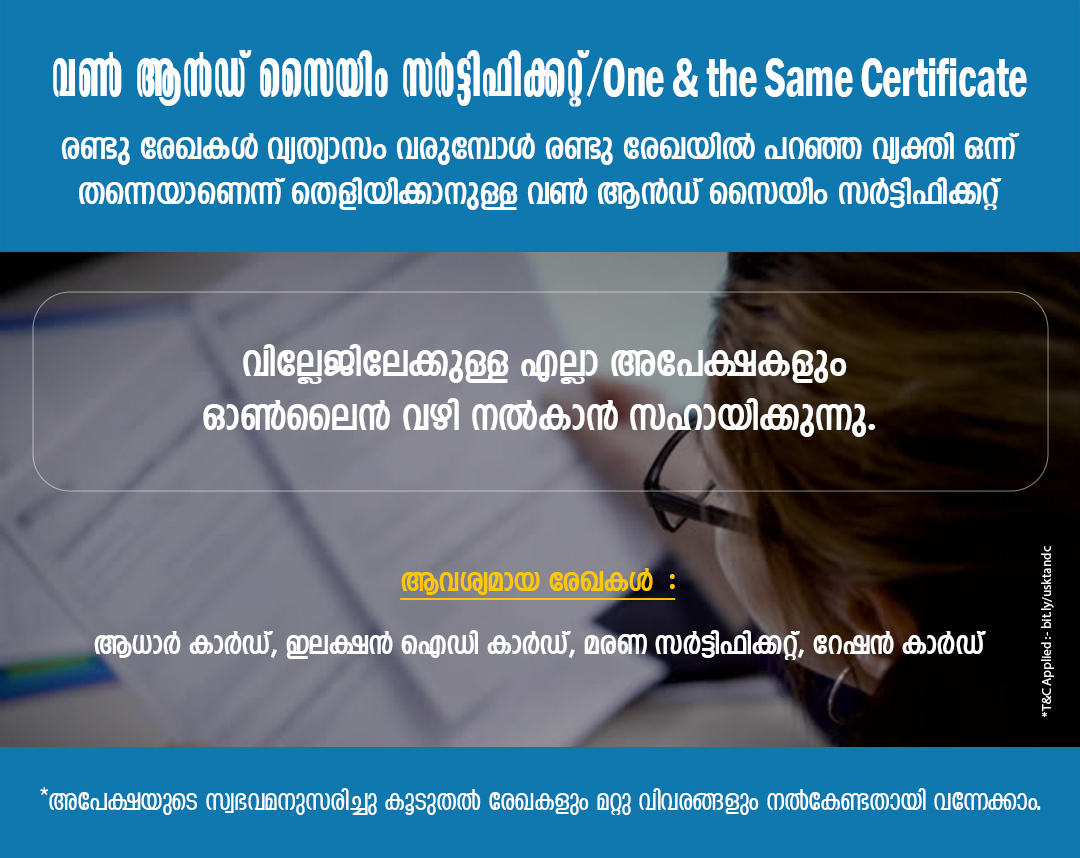 വൺ ആൻഡ് സൈയിം സർട്ടിഫിക്കറ്റ്/One & the Same Certificate
രണ്ടു രേഖകൾ വ്യത്യാസം വരുമ്പോൾ രണ്ടു രേഖയിൽ പറഞ്ഞ വ്യക്തി ഒന്ന്
തന്നെയാണെന്ന് തെളിയിക്കാനുള്ള വൺ ആൻഡ് സൈയിം സർട്ടിഫിക്കറ്റ്
വില്ലേജിലേക്കുള്ള എല്ലാ അപേക്ഷകളും
ഓൺലൈൻ വഴി നൽകാൻ സഹായിക്കുന്നു.
ആവശ്യമായ രേഖകൾ :
ആധാർ കാർഡ്, ഇലക്ഷൻ ഐഡി കാർഡ്, മരണ സർട്ടിഫിക്കറ്റ്, റേഷൻ കാർഡ്
*T&C Applied :- bit.ly/usktandc
*അപേക്ഷയുടെ സ്വഭവമനുസരിച്ചു കൂടുതൽ രേഖകളും മറ്റു വിവരങ്ങളും നൽകേണ്ടതായി വന്നേക്കാം.